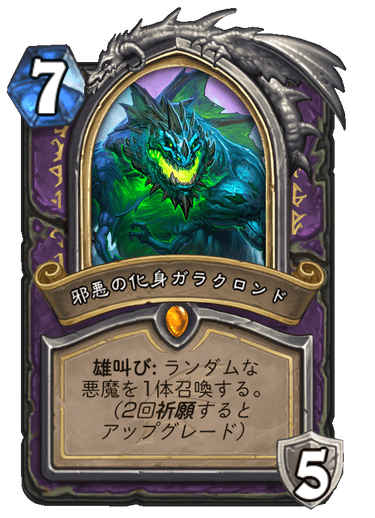 7
邪悪の化身ガラクロンド
雄叫び: ランダムな
悪魔を1体召喚する。
(2回祈願すると
アップグレード)
5